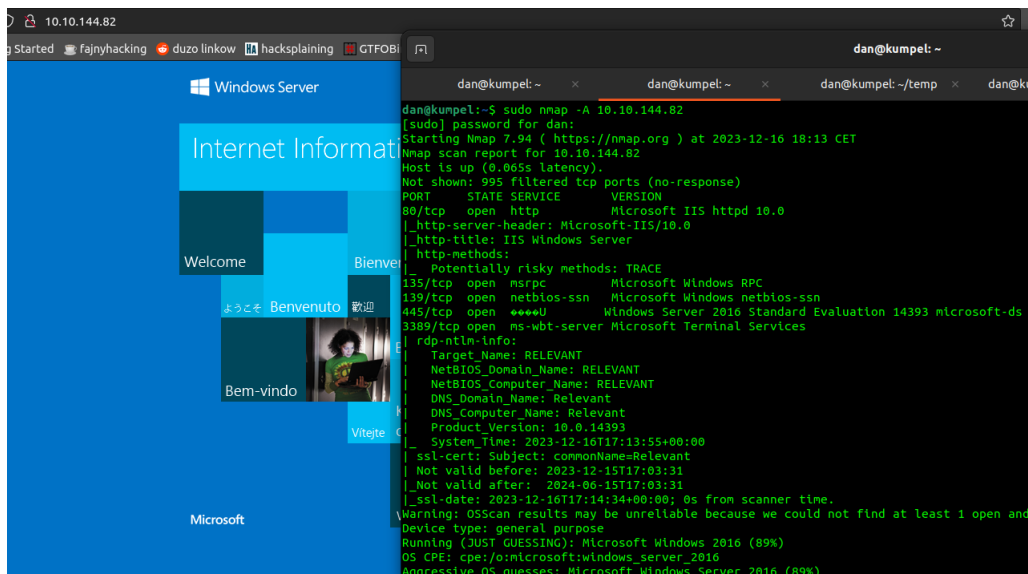 10.10.144.82
g Started fajnyhacking duzo linkow hacksplaining GTFOBi
Windows Server
Internet Informati
Welcome
Bienve
ようこそ Benvenuto 歡迎
Bem-vindo
Vítejte
Microsoft
dan@kumpel: ~
dan@kumpel: ~ × dan@kumpel: ~ × dan@kumpel: ~/temp × dan@k
dan@kumpel:~$ sudo nmap -A 10.10.144.82
[sudo] password for dan:
Starting Nmap 7.94 ( https://nmap.org ) at 2023-12-16 18:13 CET
Nmap scan report for 10.10.144.82
Host is up (0.065s latency).
Not shown: 995 filtered tcp ports (no-response)
PORT STATE SERVICE VERSION
80/tcp open http Microsoft IIS httpd 10.0
|_http-server-header: Microsoft-IIS/10.0
|_http-title: IIS Windows Server
| http-methods:
|_ Potentially risky methods: TRACE
135/tcp open msrpc Microsoft Windows RPC
139/tcp open netbios-ssn Microsoft Windows netbios-ssn
445/tcp open ����U Windows Server 2016 Standard Evaluation 14393 microsoft-ds
3389/tcp open ms-wbt-server Microsoft Terminal Services
| rdp-ntlm-info:
| Target_Name: RELEVANT
| NetBIOS_Domain_Name: RELEVANT
| NetBIOS_Computer_Name: RELEVANT
| DNS_Domain_Name: Relevant
| DNS_Computer_Name: Relevant
| Product_Version: 10.0.14393
|_ System_Time: 2023-12-16T17:13:55+00:00
| ssl-cert: Subject: commonName=Relevant
| Not valid before: 2023-12-15T17:03:31
|_Not valid after: 2024-06-15T17:03:31
|_ssl-date: 2023-12-16T17:14:34+00:00; 0s from scanner time.
Warning: OSScan results may be unreliable because we could not find at least 1 open and
Device type: general purpose
Running (JUST GUESSING): Microsoft Windows 2016 (89%)
OS CPE: cpe:/o:microsoft:windows_server_2016
Aggressive OS guesses: Microsoft Windows Server 2016 (89%)